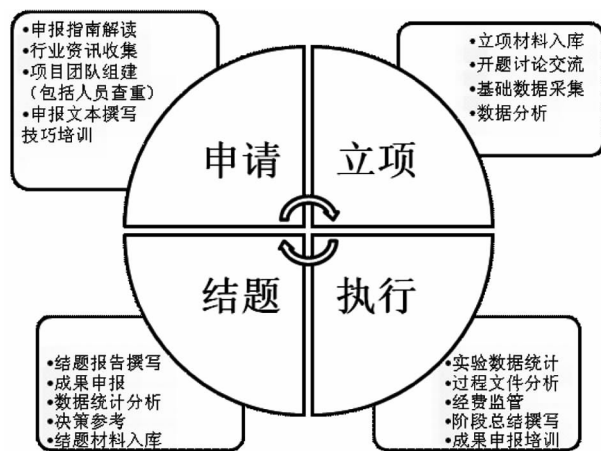 •申报指南解读
•行业资讯收集
•项目团队组建
（包括人员查重）
•申报文本撰写
技巧培训
•立项材料入库
•开题讨论交流
•基础数据采集
•数据分析
申请
立项
结题
执行
•结题报告撰写
•成果申报
•数据统计分析
•决策参考
•结题材料入库
•实验数据统计
•过程文件分析
•经费监管
•阶段总结撰写
•成果申报培训